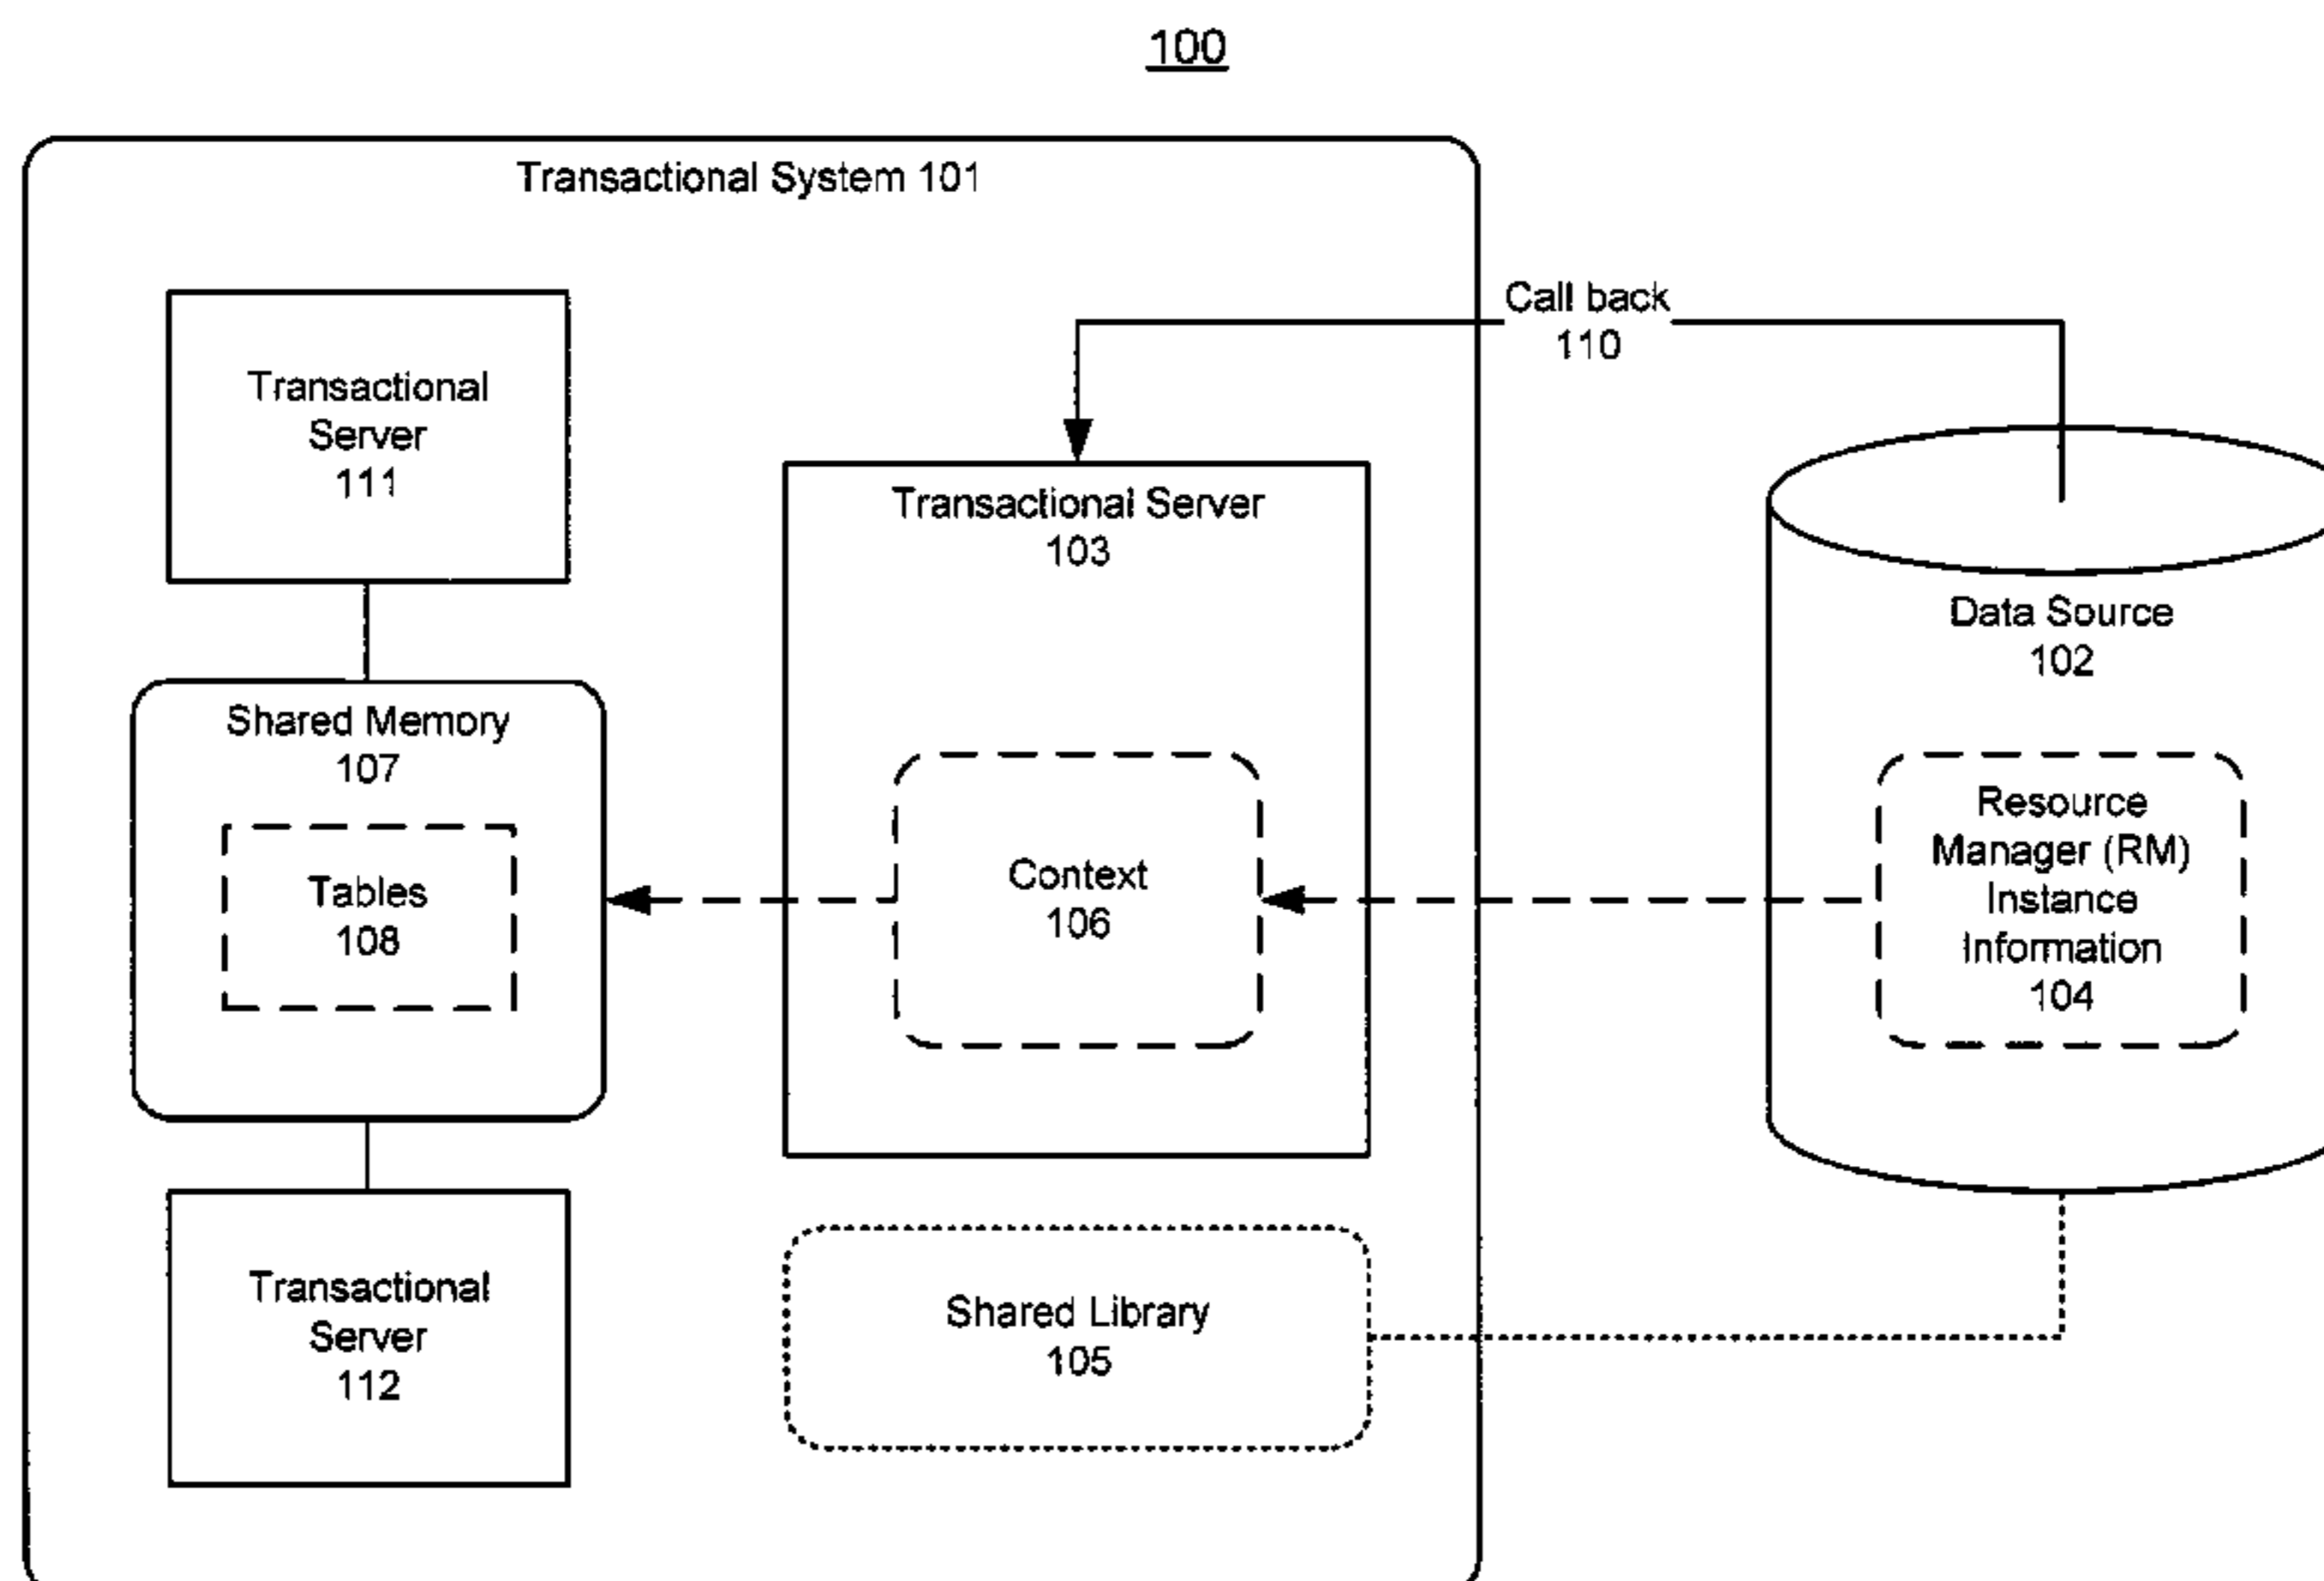 100
Transactional System 101
Call back
110
Transactional
Server
111
Transactional Server
103
Data Source
102
Shared Memory
107
Tables
108
Context
106
Resource
Manager (RM)
Instance
Information
104
Transactional
Server
112
Shared Library
105